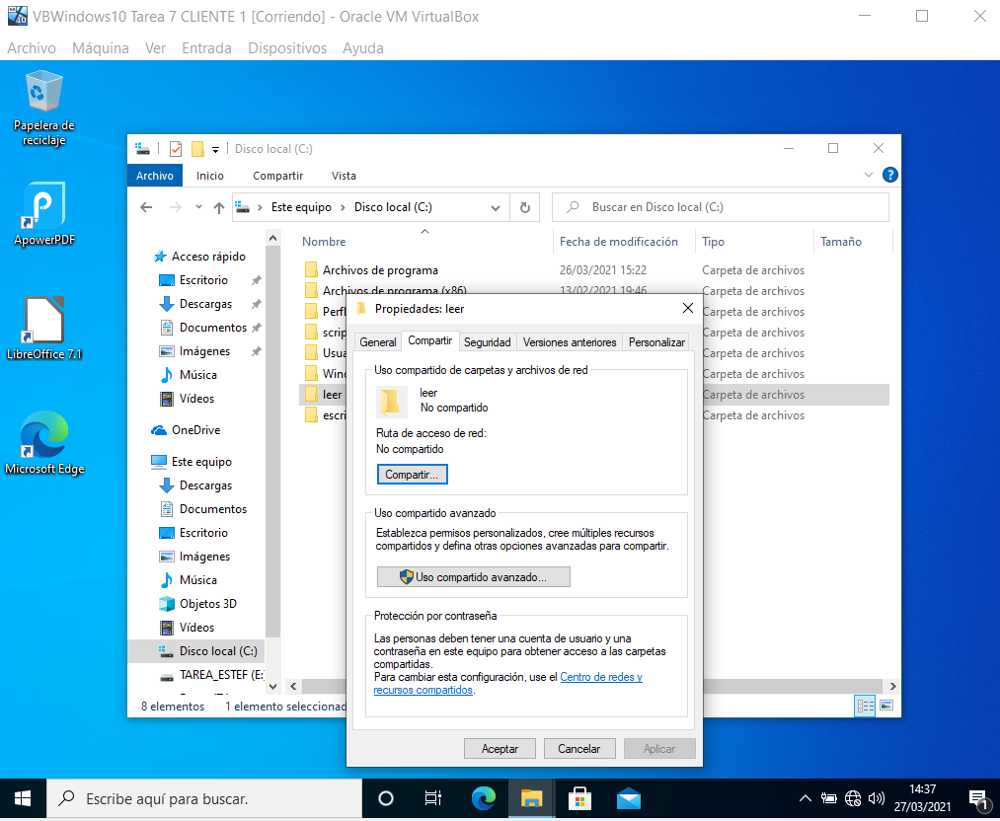 VBWindows10 Tarea 7 CLIENTE 1 [Corriendo] - Oracle VM VirtualBox
Archivo Máquina Ver Entrada Dispositivos Ayuda
Papelera de
reciclaje
ApowerPDF
LibreOffice 7.1
Microsoft Edge
Disco local (C:)
Archivo Inicio Compartir Vista
Este equipo > Disco local (C:)
Buscar en Disco local (C:)
Acceso rápido
Escritorio
Descargas
Documentos
Imágenes
Música
Vídeos
OneDrive
Este equipo
Descargas
Documentos
Escritorio
Imágenes
Música
Objetos 3D
Vídeos
Disco local (C:)
TAREA_ESTEF (E:
Nombre Fecha de modificación Tipo Tamaño
Archivos de programa 26/03/2021 15:22 Carpeta de archivos
Archivos de programa (x86) 13/02/2021 19:46 Carpeta de archivos
Perfl Carpeta de archivos
scrip Carpeta de archivos
Usua Carpeta de archivos
Winc Carpeta de archivos
leer Carpeta de archivos
escri Carpeta de archivos
8 elementos 1 elemento seleccionad
Propiedades: leer
General Compartir Seguridad Versiones anteriores Personalizar
Uso compartido de carpetas y archivos de red
leer
No compartido
Ruta de acceso de red:
No compartido
Compartir...
Uso compartido avanzado
Establezca permisos personalizados, cree múltiples recursos
compartidos y defina otras opciones avanzadas para compartir.
Uso compartido avanzado...
Protección por contraseña
Las personas deben tener una cuenta de usuario y una
contraseña en este equipo para obtener acceso a las carpetas
compartidas.
Para cambiar esta configuración, use el Centro de redes y
recursos compartidos.
Aceptar Cancelar Aplicar
Escribe aquí para buscar.
14:37
27/03/2021
1